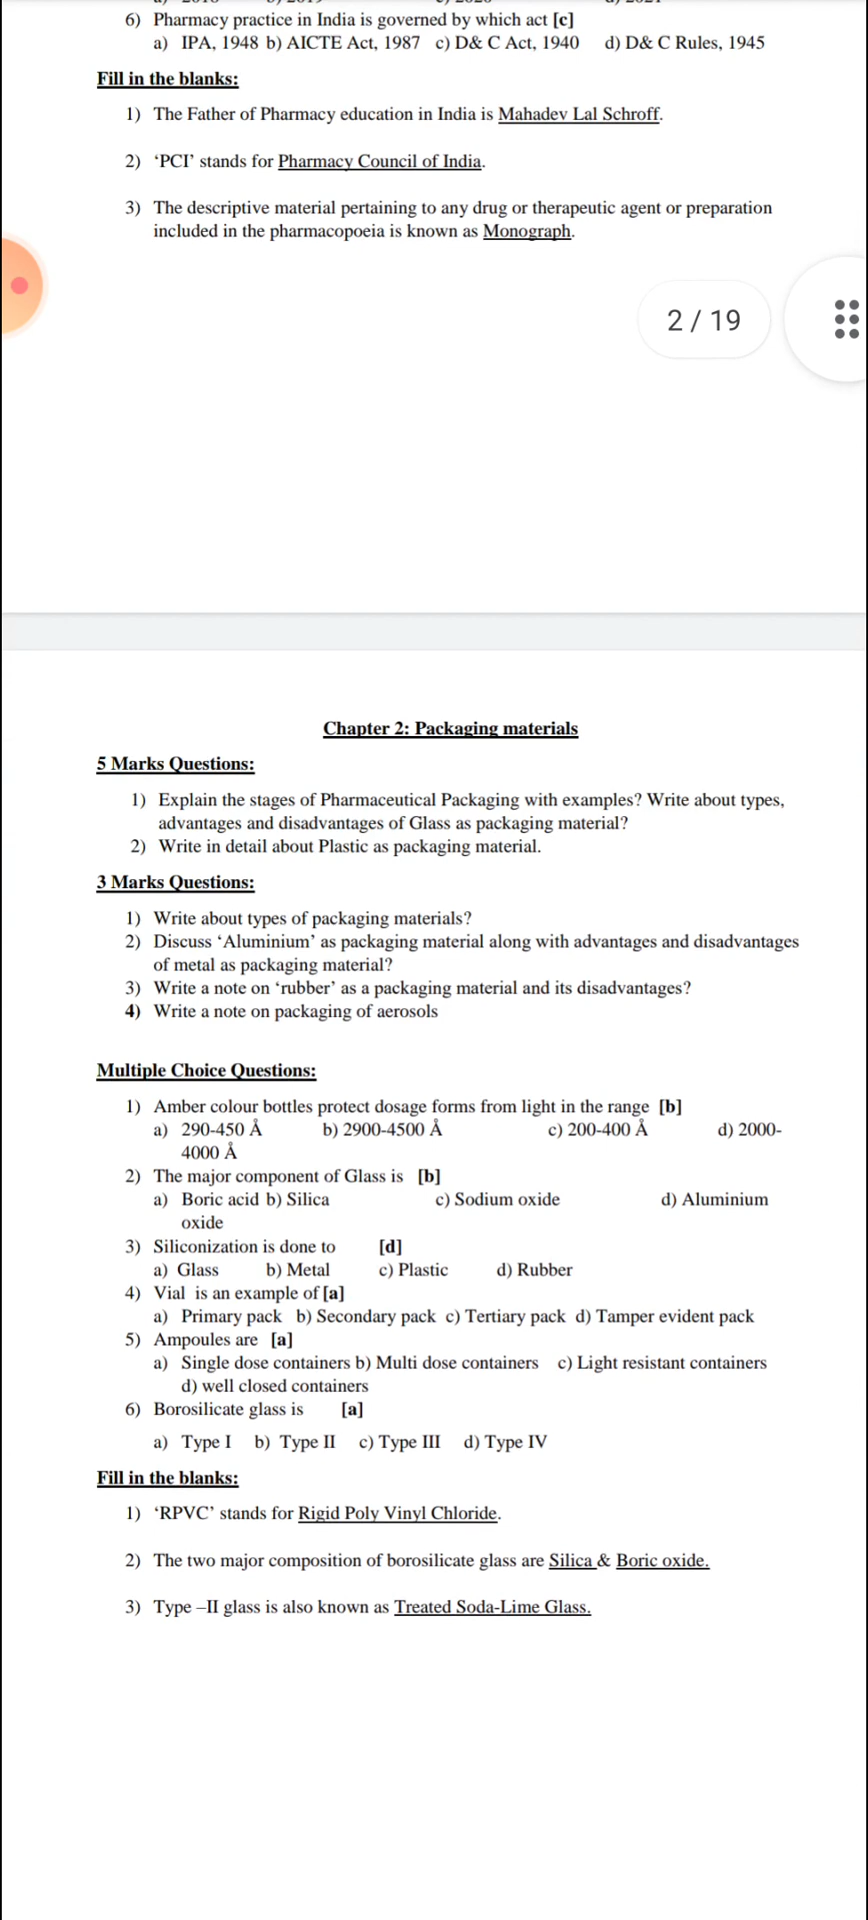 6) Pharmacy practice in India is governed by which act [c]
a) IPA, 1948 b) AICTE Act, 1987 c) D& C Act, 1940 d) D& C Rules, 1945
Fill in the blanks:
1) The Father of Pharmacy education in India is Mahadev Lal Schroff.
2) ‘PCI’ stands for Pharmacy Council of India.
3) The descriptive material pertaining to any drug or therapeutic agent or preparation
included in the pharmacopoeia is known as Monograph.
2 / 19
Chapter 2: Packaging materials
5 Marks Questions:
1) Explain the stages of Pharmaceutical Packaging with examples? Write about types,
advantages and disadvantages of Glass as packaging material?
2) Write in detail about Plastic as packaging material.
3 Marks Questions:
1) Write about types of packaging materials?
2) Discuss ‘Aluminium’ as packaging material along with advantages and disadvantages
of metal as packaging material?
3) Write a note on ‘rubber’ as a packaging material and its disadvantages?
4) Write a note on packaging of aerosols
Multiple Choice Questions:
1) Amber colour bottles protect dosage forms from light in the range [b]
a) 290-450 Å b) 2900-4500 Å c) 200-400 Å d) 2000-
4000 Å
2) The major component of Glass is [b]
a) Boric acid b) Silica c) Sodium oxide d) Aluminium
oxide
3) Siliconization is done to [d]
a) Glass b) Metal c) Plastic d) Rubber
4) Vial is an example of [a]
a) Primary pack b) Secondary pack c) Tertiary pack d) Tamper evident pack
5) Ampoules are [a]
a) Single dose containers b) Multi dose containers c) Light resistant containers
d) well closed containers
6) Borosilicate glass is [a]
a) Type I b) Type II c) Type III d) Type IV
Fill in the blanks:
1) ‘RPVC’ stands for Rigid Poly Vinyl Chloride.
2) The two major composition of borosilicate glass are Silica & Boric oxide.
3) Type –II glass is also known as Treated Soda-Lime Glass.